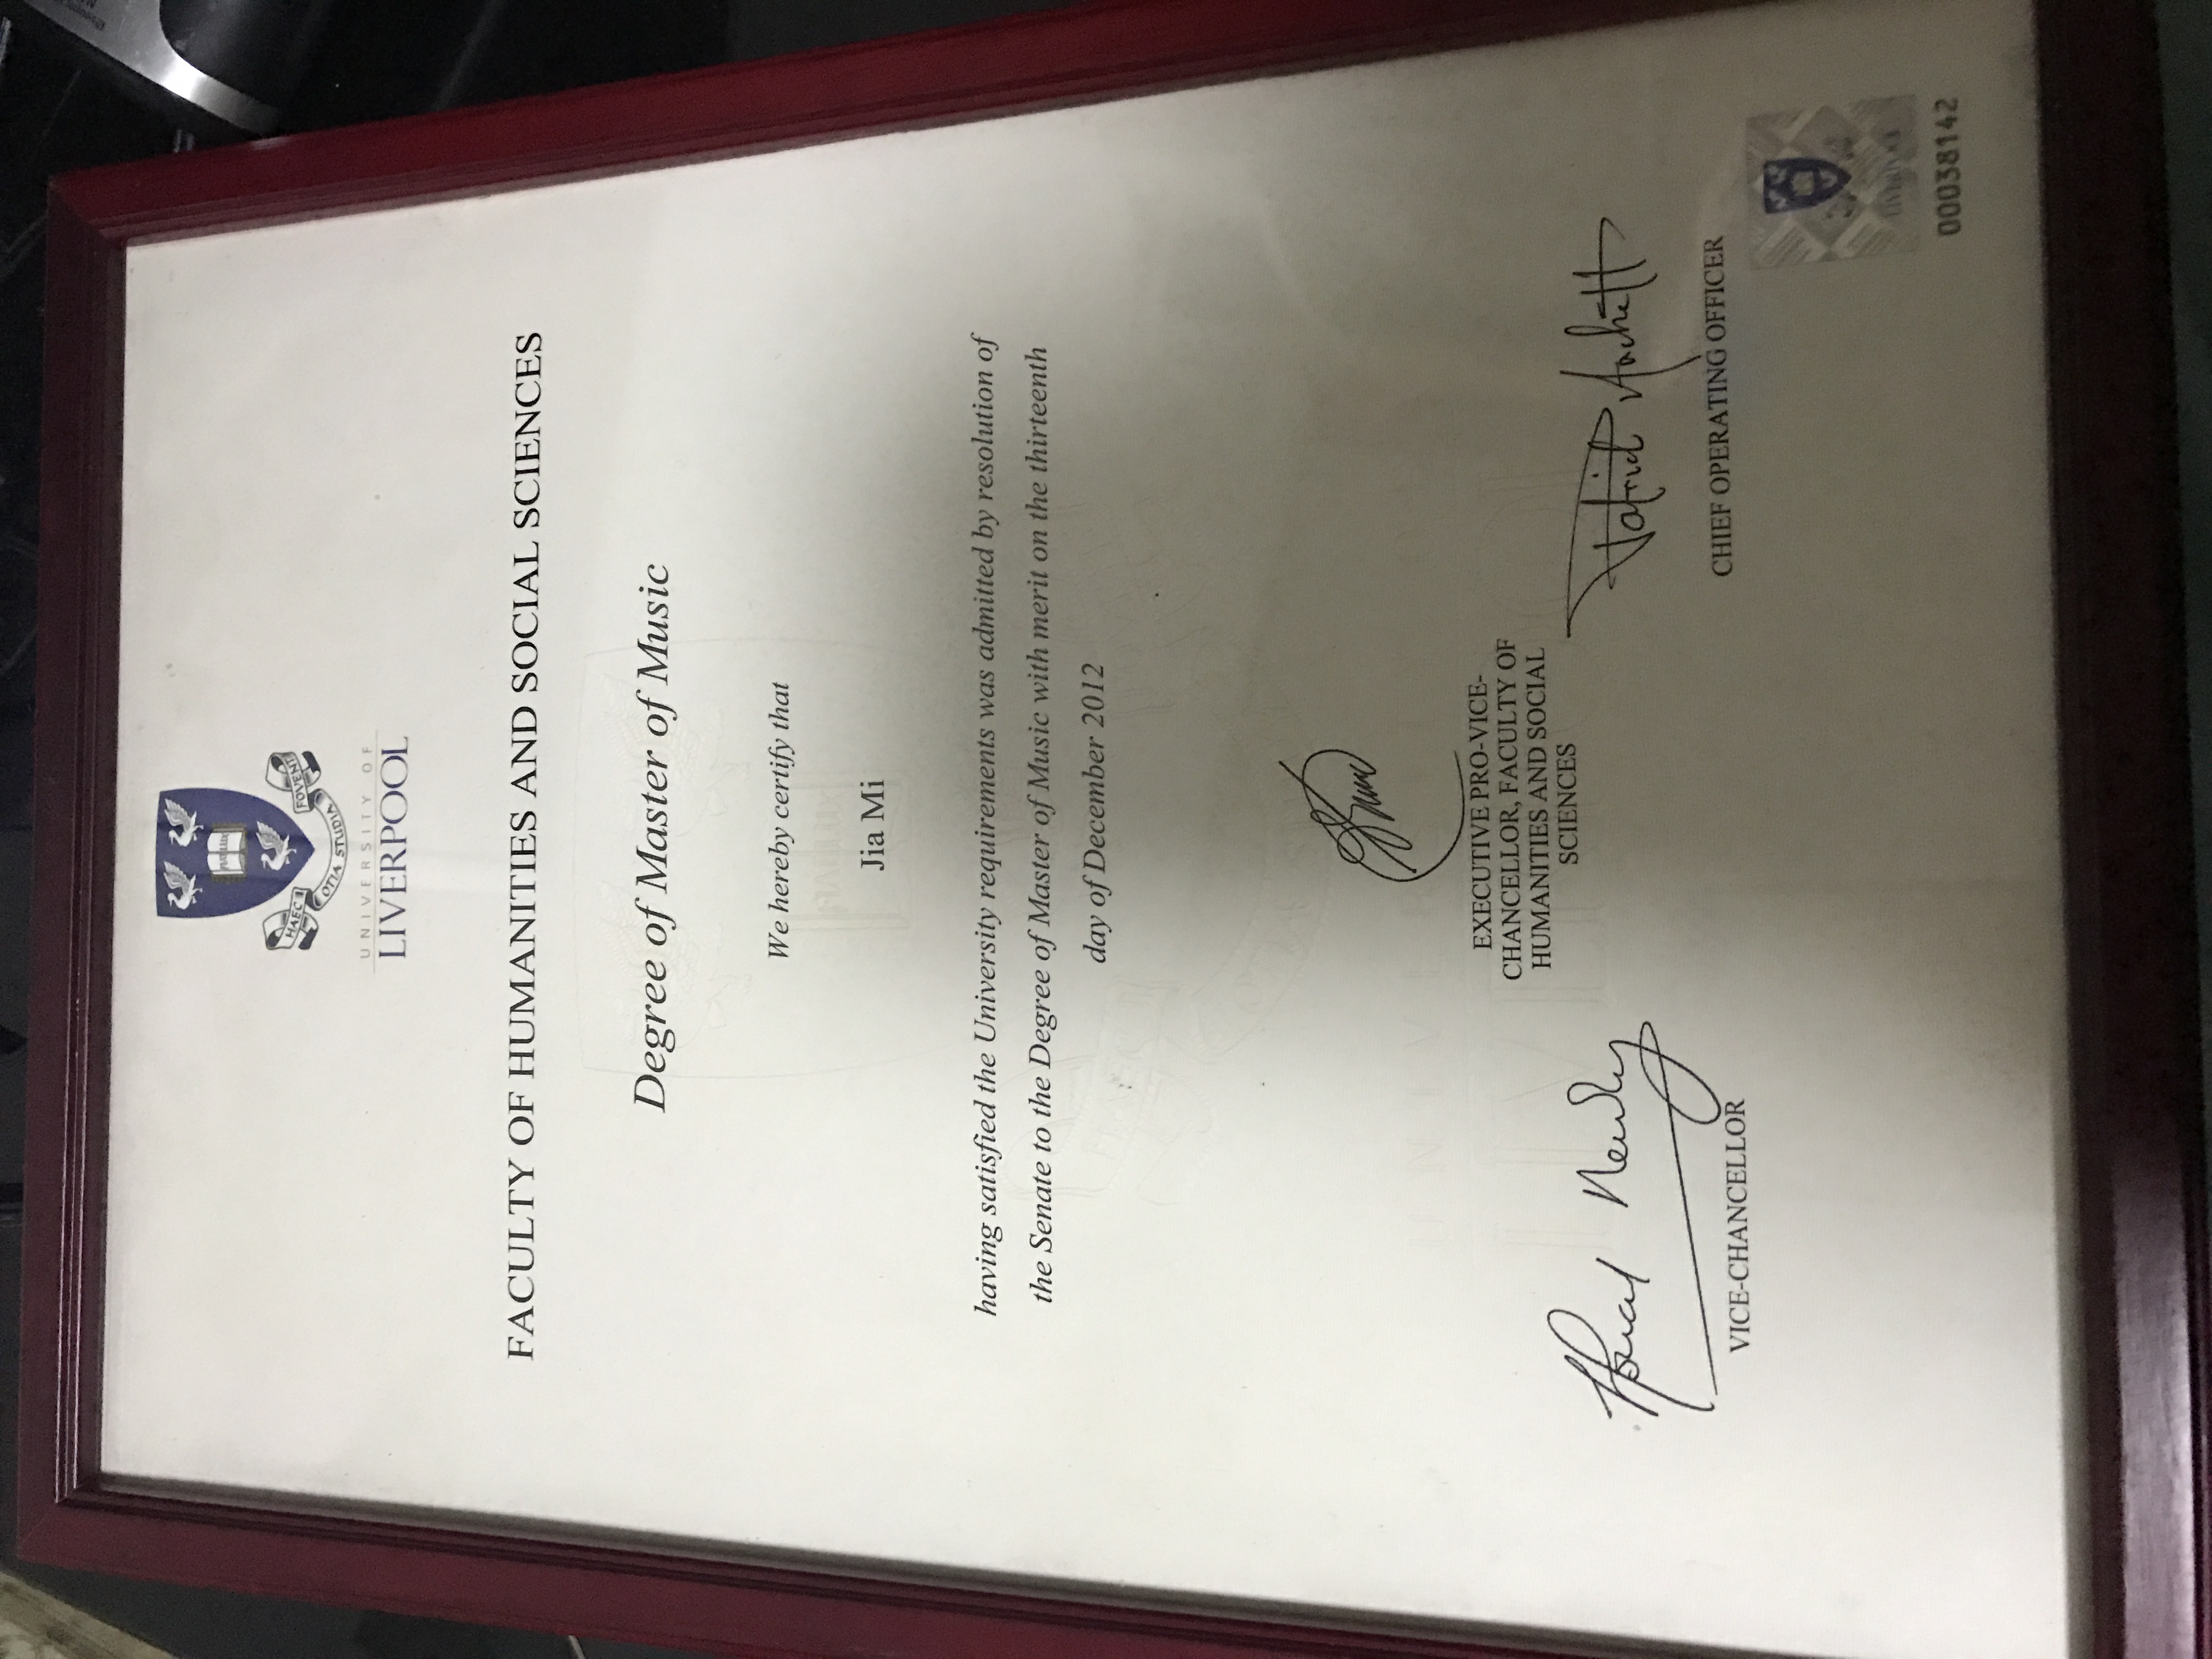 FIAT LUX
HAEC
OTIA STUDIA
FOVENT
UNIVERSITY OF
LIVERPOOL
FACULTY OF HUMANITIES AND SOCIAL SCIENCES
Degree of Master of Music
We hereby certify that
Jia Mi
having satisfied the University requirements was admitted by resolution of
the Senate to the Degree of Master of Music with merit on the thirteenth
day of December 2012
EXECUTIVE PRO-VICE-
CHANCELLOR, FACULTY OF
HUMANITIES AND SOCIAL
SCIENCES
Patrick Hackett
VICE-CHANCELLOR
CHIEF OPERATING OFFICER
LIVERPOOL
00038142